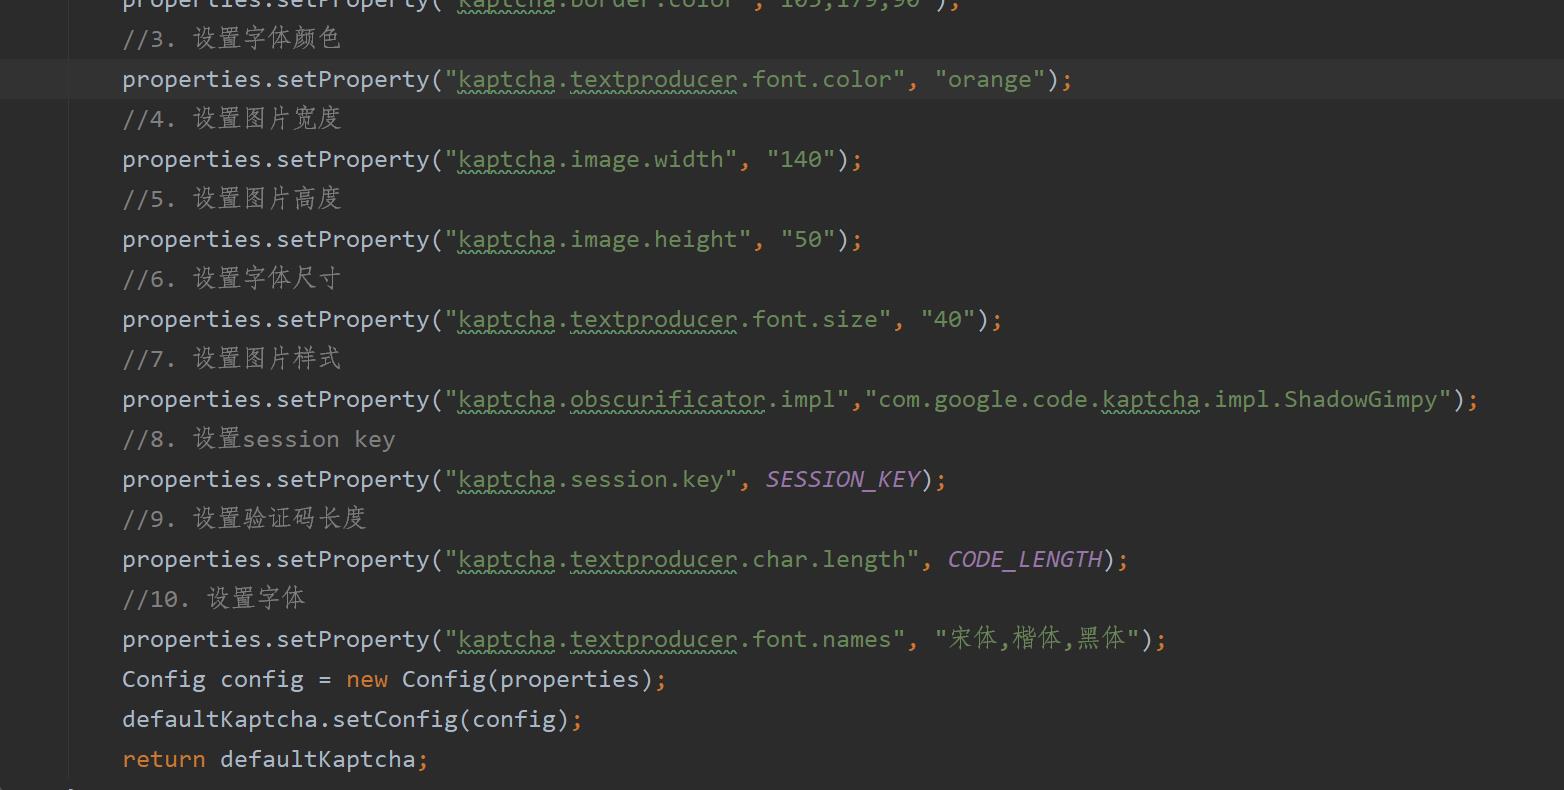 properties.setProperty("kaptcha.border.color", "105,179,90");
//3. 设置字体颜色
properties.setProperty("kaptcha.textproducer.font.color", "orange");
//4. 设置图片宽度
properties.setProperty("kaptcha.image.width", "140");
//5. 设置图片高度
properties.setProperty("kaptcha.image.height", "50");
//6. 设置字体尺寸
properties.setProperty("kaptcha.textproducer.font.size", "40");
//7. 设置图片样式
properties.setProperty("kaptcha.obscurificator.impl","com.google.code.kaptcha.impl.ShadowGimpy");
//8. 设置session key
properties.setProperty("kaptcha.session.key", SESSION_KEY);
//9. 设置验证码长度
properties.setProperty("kaptcha.textproducer.char.length", CODE_LENGTH);
//10. 设置字体
properties.setProperty("kaptcha.textproducer.font.names", "宋体,楷体,黑体");
Config config = new Config(properties);
defaultKaptcha.setConfig(config);
return defaultKaptcha;